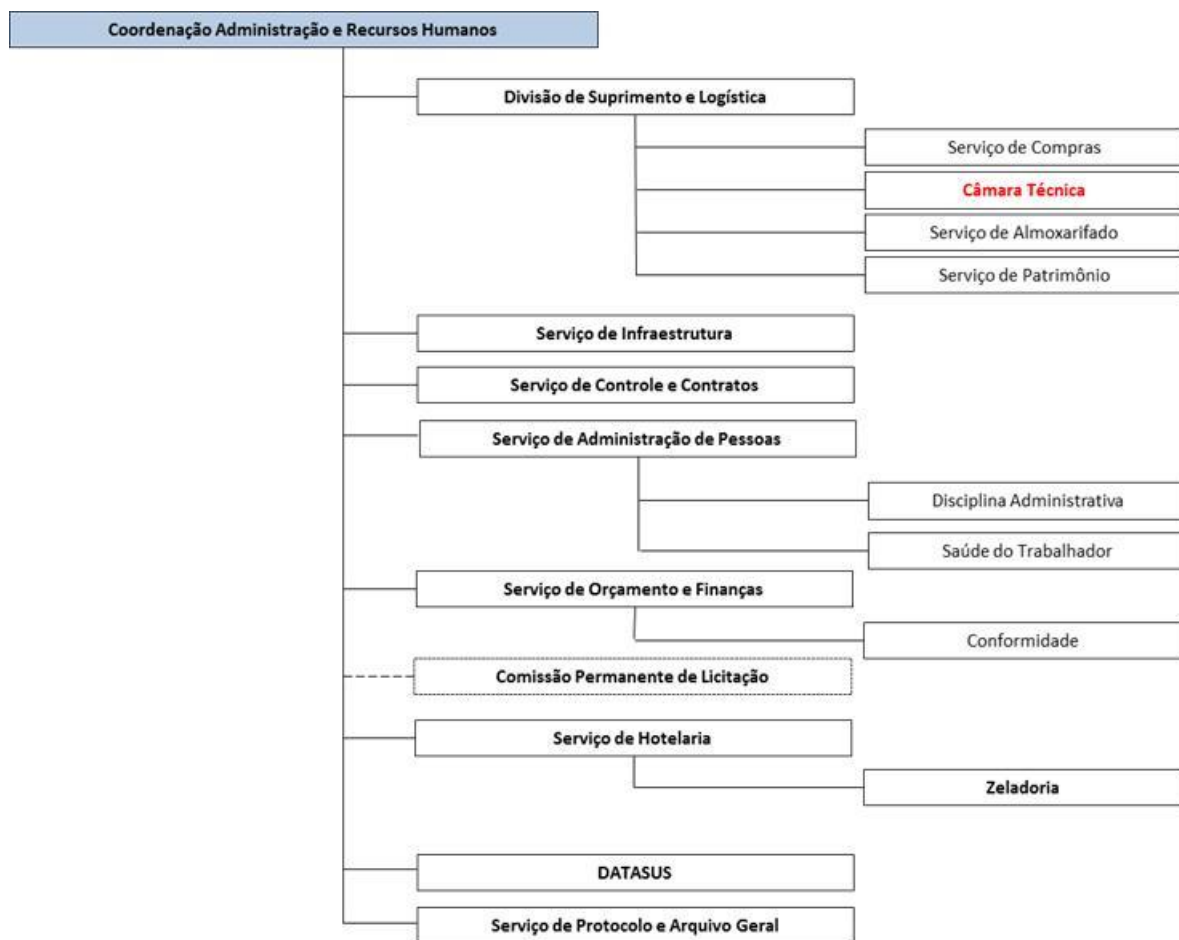 Coordenação Administração e Recursos Humanos
Divisão de Suprimento e Logística
Serviço de Compras
Câmara Técnica
Serviço de Almoxarifado
Serviço de Patrimônio
Serviço de Infraestrutura
Serviço de Controle e Contratos
Serviço de Administração de Pessoas
Disciplina Administrativa
Saúde do Trabalhador
Serviço de Orçamento e Finanças
Conformidade
Comissão Permanente de Licitação
Serviço de Hotelaria
Zeladoria
DATASUS
Serviço de Protocolo e Arquivo Geral